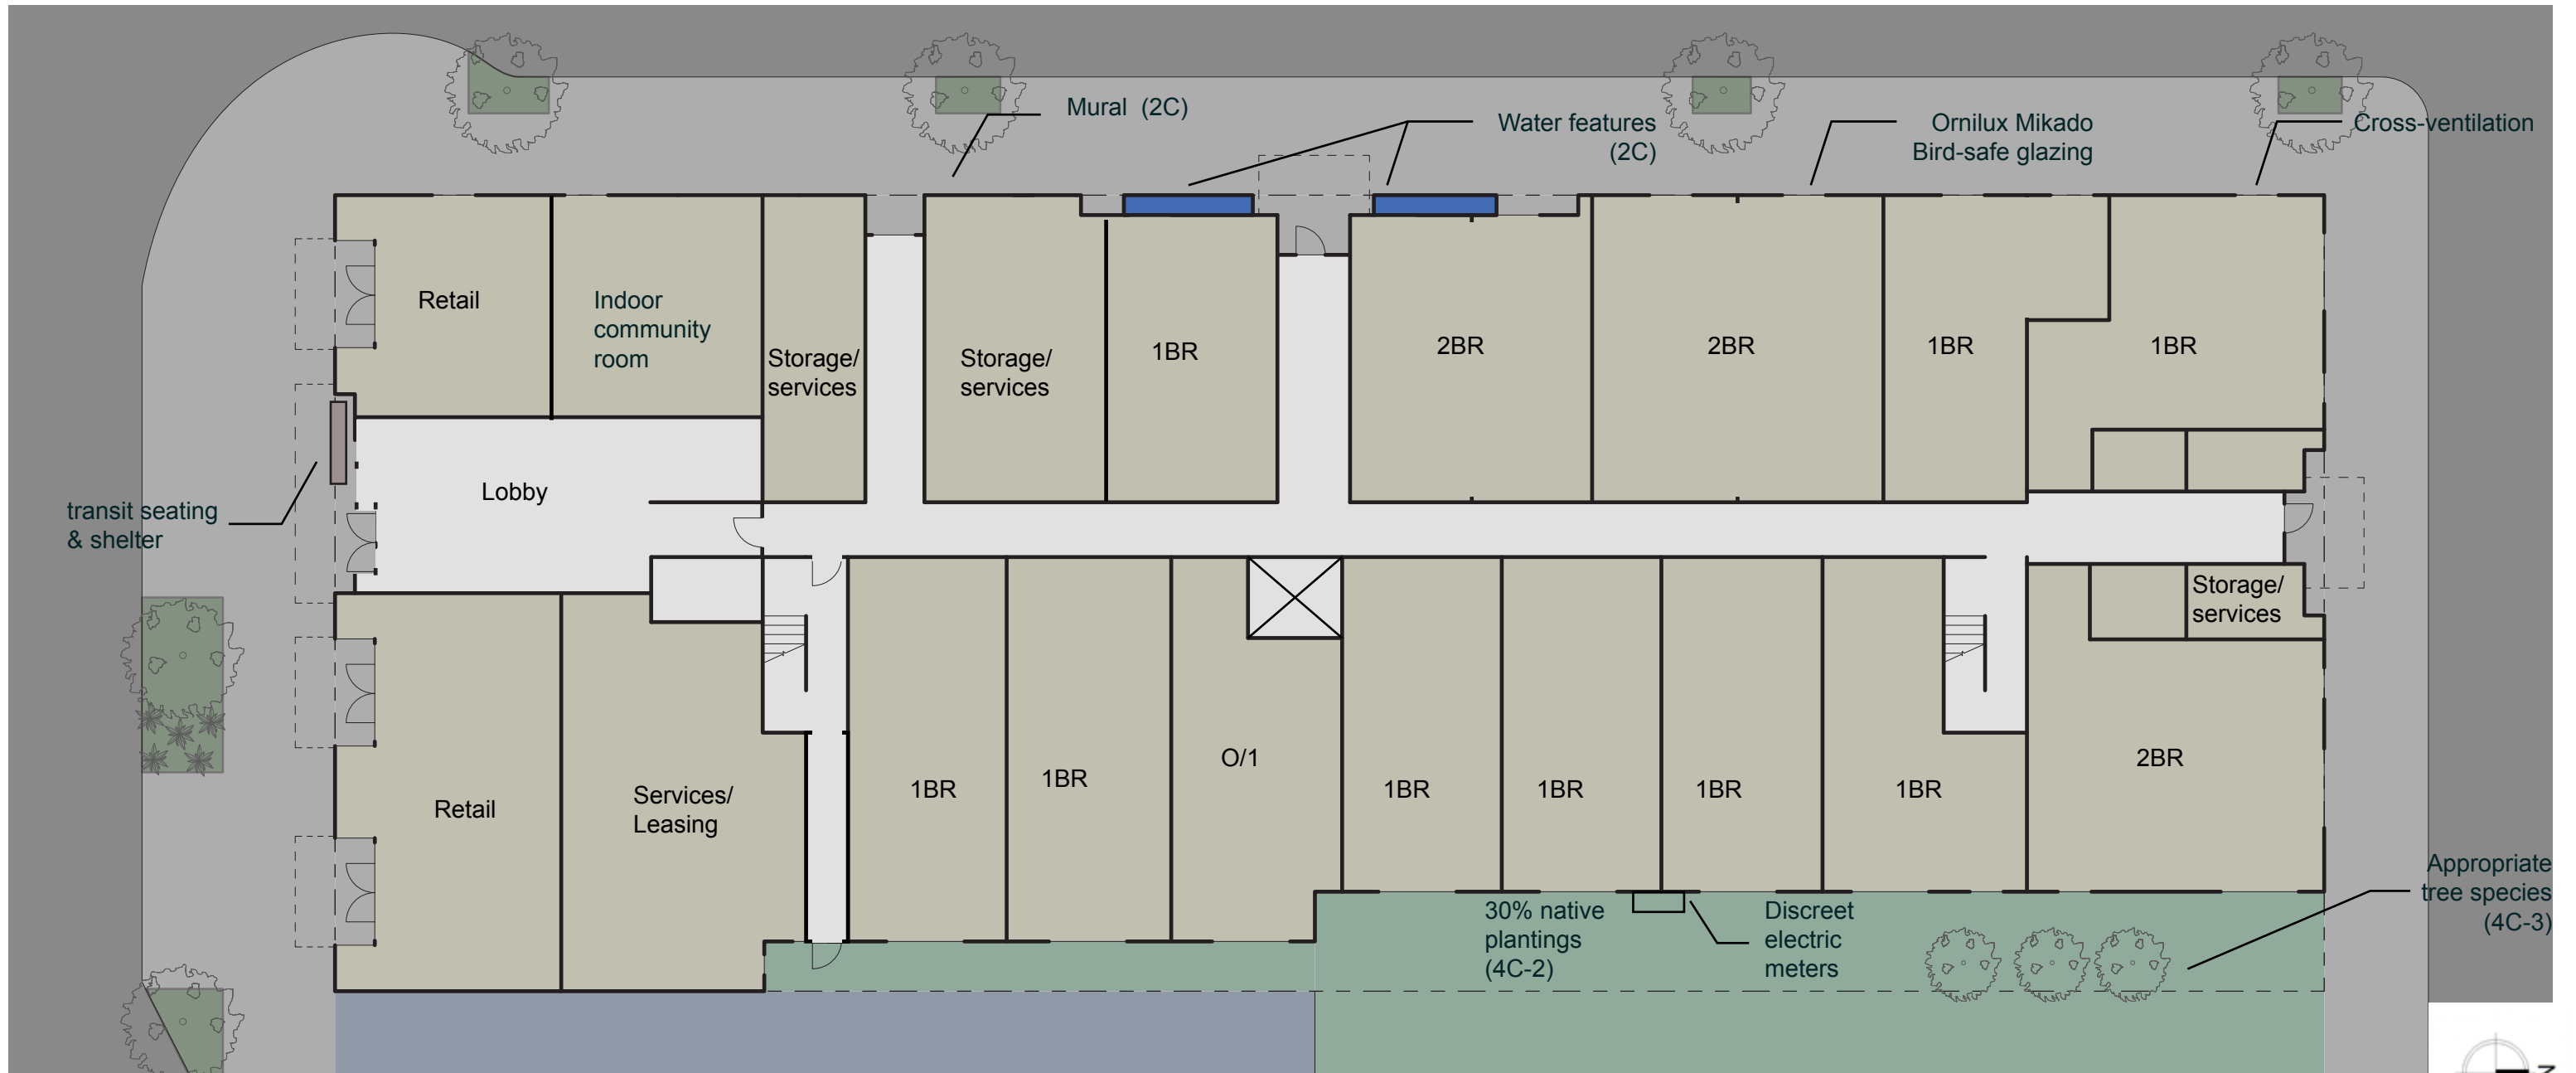 Mural  (2C)
Water features
(2C)
Ornilux Mikado
Bird-safe glazing
Cross-ventilation
Retail
Indoor
community
room
Storage/
services
Storage/
services
1BR
2BR
2BR
1BR
1BR
Lobby
transit seating
& shelter
Storage/
services
Retail
Services/
Leasing
1BR
1BR
O/1
1BR
1BR
1BR
1BR
2BR
30% native
plantings
(4C-2)
Discreet
electric
meters
Appropriate
tree species
(4C-3)
N